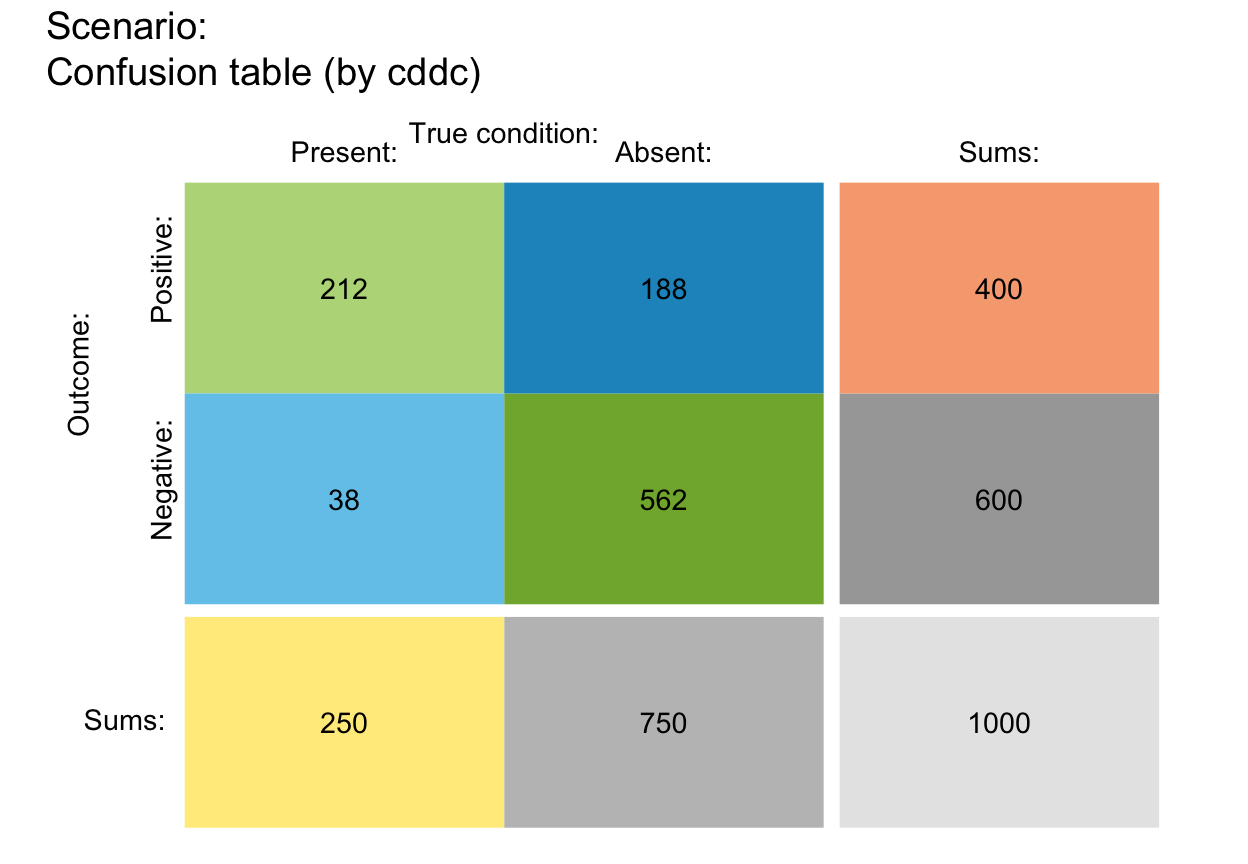 Scenario:
Confusion table (by cddc)
True condition:
Present: Absent: Sums:
Outcome:
Positive:
212 188 400
Negative:
38 562 600
Sums: 250 750 1000